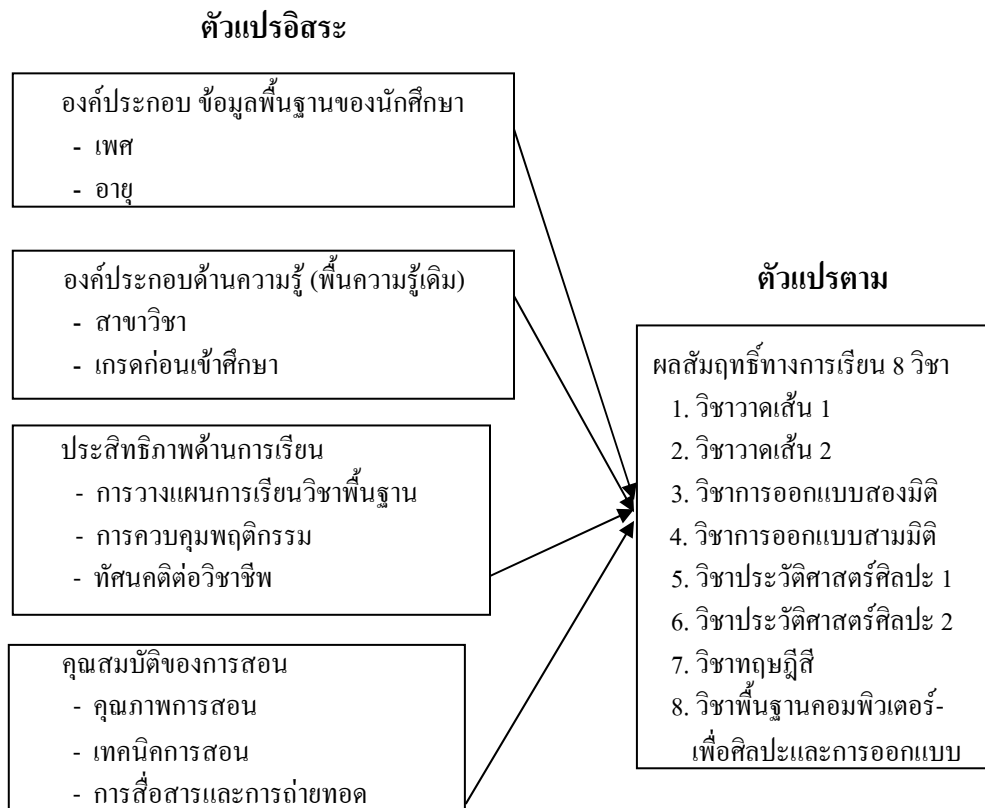 ตัวแปรอิสระ
องค์ประกอบ ข้อมูลพื้นฐานของนักศึกษา
- เพศ
- อายุ
องค์ประกอบด้านความรู้ (พื้นความรู้เดิม)
- สาขาวิชา
- เกรดก่อนเข้าศึกษา
ประสิทธิภาพด้านการเรียน
- การวางแผนการเรียนวิชาพื้นฐาน
- การควบคุมพฤติกรรม
- ทัศนคติต่อวิชาชีพ
คุณสมบัติของการสอน
- คุณภาพการสอน
- เทคนิคการสอน
- การสื่อสารและการถ่ายทอด
ตัวแปรตาม
ผลสัมฤทธิ์ทางการเรียน 8 วิชา
1. วิชาวาดเส้น 1
2. วิชาวาดเส้น 2
3. วิชาการออกแบบสองมิติ
4. วิชาการออกแบบสามมิติ
5. วิชาประวัติศาสตร์ศิลปะ 1
6. วิชาประวัติศาสตร์ศิลปะ 2
7. วิชาทฤษฎีสี
8. วิชาพื้นฐานคอมพิวเตอร์-
เพื่อศิลปะและการออกแบบ